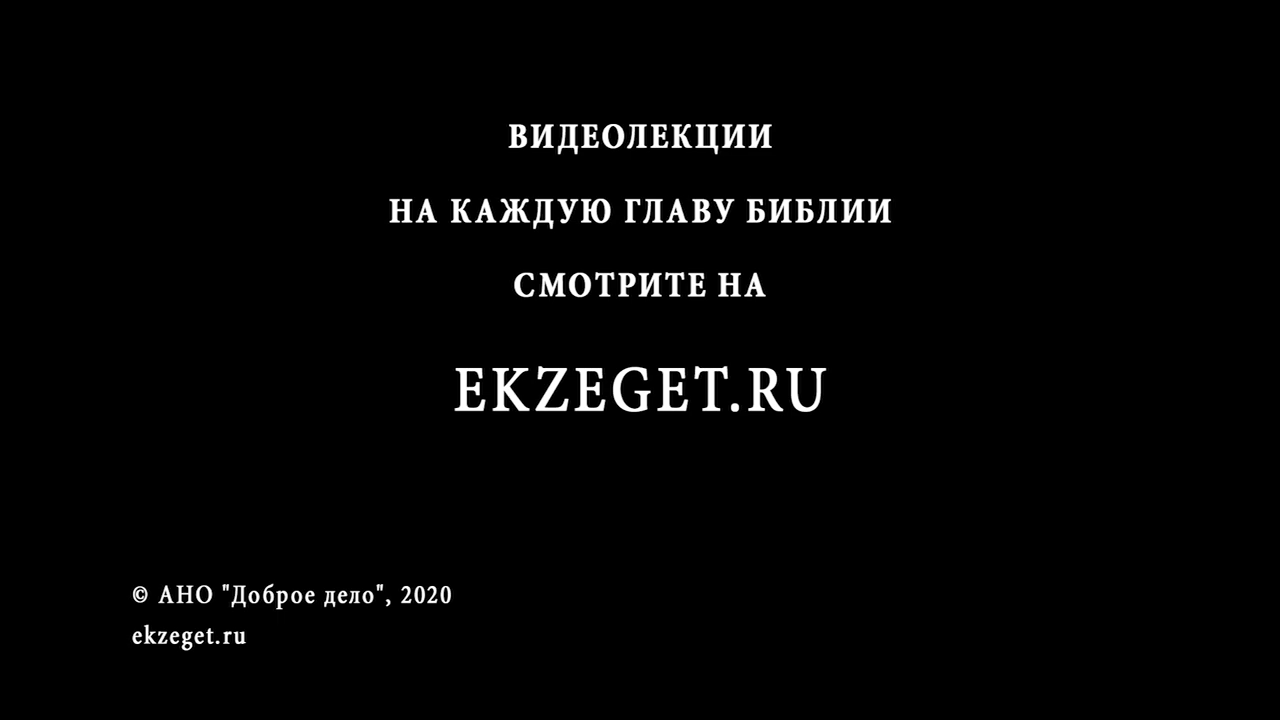 ВИДЕОЛЕКЦИИ
НА КАЖДУЮ ГЛАВУ БИБЛИИ
СМОТРИТЕ НА
EKZEGET.RU
© АНО "Доброе дело", 2020
ekzeget.ru